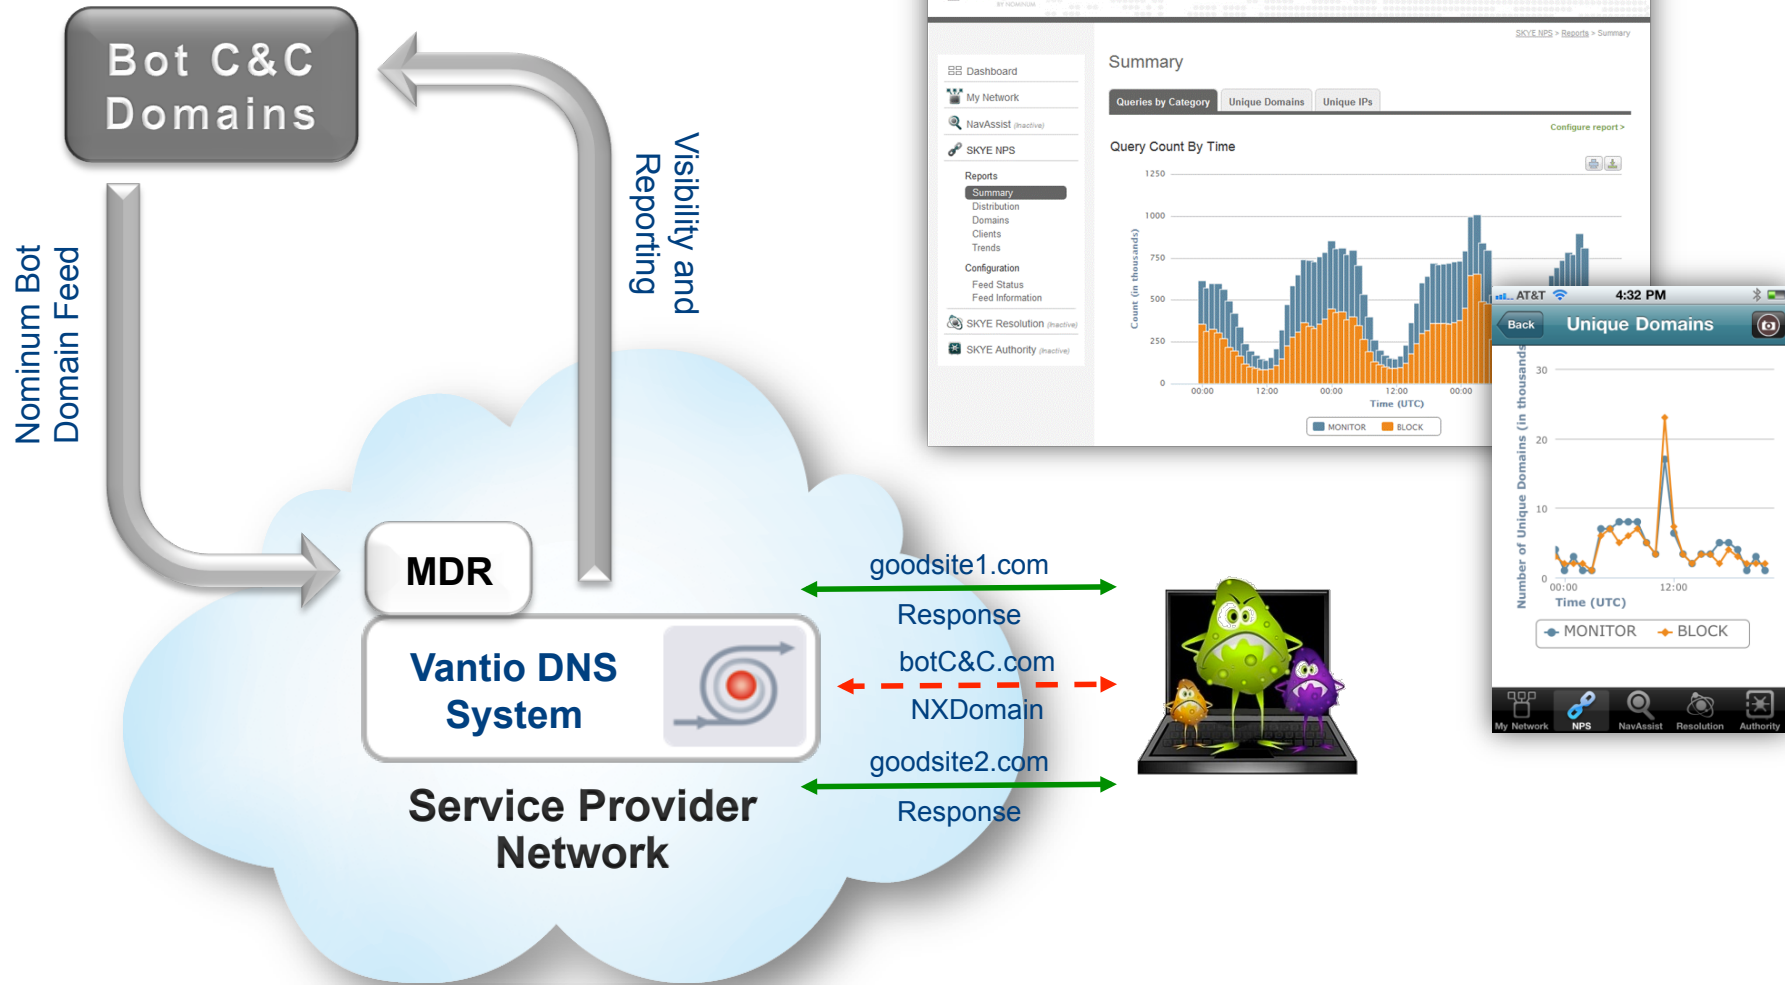 Bot C&C
Domains
Nominum Bot
Domain Feed
Visibility and
Reporting
MDR
Vantio DNS
System
Service Provider
Network
goodsite1.com
Response
botC&C.com
NXDomain
goodsite2.com
Response
BY NOMINUM
SKYE NPS > Reports > Summary
Dashboard
My Network
NavAssist (Inactive)
SKYE NPS
Reports
Summary
Distribution
Domains
Clients
Trends
Configuration
Feed Status
Feed Information
SKYE Resolution (Inactive)
SKYE Authority (Inactive)
Summary
Queries by Category
Unique Domains
Unique IPs
Configure report >
Query Count By Time
1250
1000
750
500
250
0
Count (in thousands)
00:00 12:00 00:00 12:00 00:00
Time (UTC)
MONITOR BLOCK
AT&T 4:32 PM
Back Unique Domains
Number of Unique Domains (in thousands
30
20
10
0
00:00 12:00
Time (UTC)
MONITOR BLOCK
My Network NPS NavAssist Resolution Authority